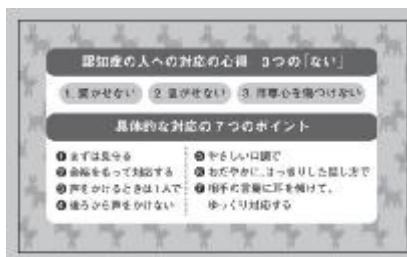 認知症の人への対応の心得 3つの「ない」
1. 驚かせない 2. 急がせない 3. 自尊心を傷つけない
具体的な対応の7つのポイント
❶ まずは見守る
❷ 余裕をもって対応する
❸ 声をかけるときは1人で
❹ 後ろから声をかけない
❺ やさしい口調で
❻ おだやかに、はっきりした話し方で
❼ 相手の言葉に耳を傾けて、
ゆっくり対応する